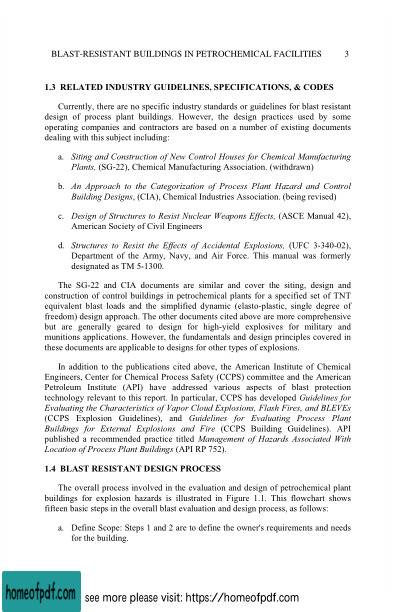 BLAST-RESISTANT BUILDINGS IN PETROCHEMICAL FACILITIES 3
1.3 RELATED INDUSTRY GUIDELINES, SPECIFICATIONS, & CODES
Currently, there are no specific industry standards or guidelines for blast resistant
design of process plant buildings. However, the design practices used by some
operating companies and contractors are based on a number of existing documents
dealing with this subject including:
a. Siting and Construction of New Control Houses for Chemical Manufacturing
Plants, (SG-22), Chemical Manufacturing Association. (withdrawn)
b. An Approach to the Categorization of Process Plant Hazard and Control
Building Designs, (CIA), Chemical Industries Association. (being revised)
c. Design of Structures to Resist Nuclear Weapons Effects, (ASCE Manual 42),
American Society of Civil Engineers
d. Structures to Resist the Effects of Accidental Explosions, (UFC 3-340-02),
Department of the Army, Navy, and Air Force. This manual was formerly
designated as TM 5-1300.
The SG-22 and CIA documents are similar and cover the siting, design and
construction of control buildings in petrochemical plants for a specified set of TNT
equivalent blast loads and the simplified dynamic (elasto-plastic, single degree of
freedom) design approach. The other documents cited above are more comprehensive
but are generally geared to design for high-yield explosives for military and
munitions applications. However, the fundamentals and design principles covered in
these documents are applicable to designs for other types of explosions.
In addition to the publications cited above, the American Institute of Chemical
Engineers, Center for Chemical Process Safety (CCPS) committee and the American
Petroleum Institute (API) have addressed various aspects of blast protection
technology relevant to this report. In particular, CCPS has developed Guidelines for
Evaluating the Characteristics of Vapor Cloud Explosions, Flash Fires, and BLEVEs
(CCPS Explosion Guidelines), and Guidelines for Evaluating Process Plant
Buildings for External Explosions and Fire (CCPS Building Guidelines). API
published a recommended practice titled Management of Hazards Associated With
Location of Process Plant Buildings (API RP 752).
1.4 BLAST RESISTANT DESIGN PROCESS
The overall process involved in the evaluation and design of petrochemical plant
buildings for explosion hazards is illustrated in Figure 1.1. This flowchart shows
fifteen basic steps in the overall blast evaluation and design process, as follows:
a. Define Scope: Steps 1 and 2 are to define the owner's requirements and needs
for the building.
homeofpdf.com see more please visit: https://homeofpdf.com